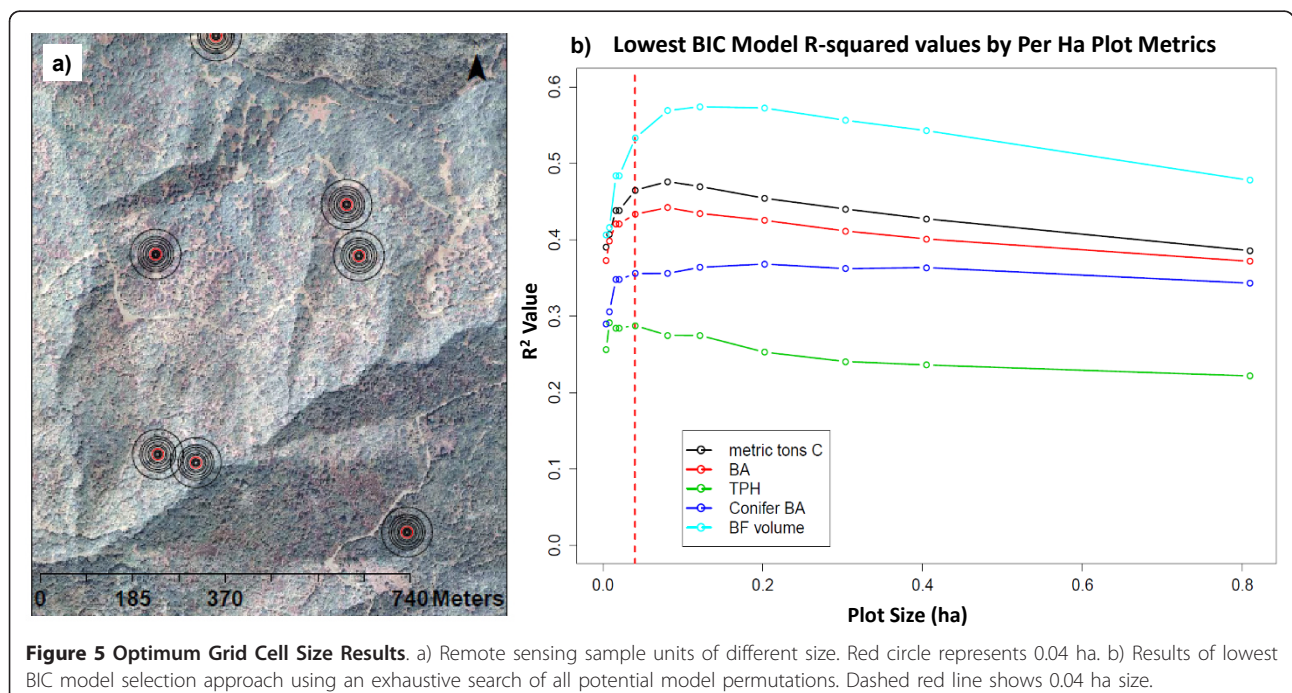 a)
0 185 370 740 Meters
b) Lowest BIC Model R-squared values by Per Ha Plot Metrics
R² Value
0.6
0.5
0.4
0.3
0.2
0.1
0.0
metric tons C
BA
TPH
Conifer BA
BF volume
0.0 0.2 0.4 0.6 0.8
Plot Size (ha)
Figure 5 Optimum Grid Cell Size Results. a) Remote sensing sample units of different size. Red circle represents 0.04 ha. b) Results of lowest
BIC model selection approach using an exhaustive search of all potential model permutations. Dashed red line shows 0.04 ha size.